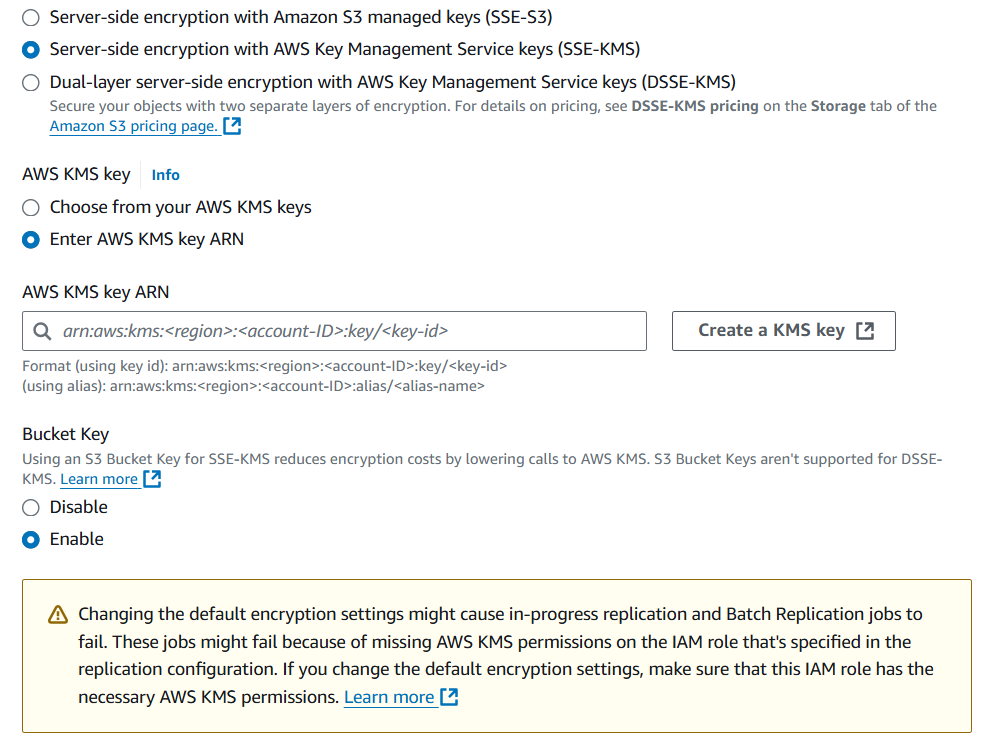 Server-side encryption with Amazon S3 managed keys (SSE-S3)
Server-side encryption with AWS Key Management Service keys (SSE-KMS)
Dual-layer server-side encryption with AWS Key Management Service keys (DSSE-KMS)
Secure your objects with two separate layers of encryption. For details on pricing, see DSSE-KMS pricing on the Storage tab of the
Amazon S3 pricing page.
AWS KMS key Info
Choose from your AWS KMS keys
Enter AWS KMS key ARN
AWS KMS key ARN
arn:aws:kms:<region>:<account-ID>:key/<key-id>
Create a KMS key
Format (using key id): arn:aws:kms:<region>:<account-ID>:key/<key-id>
(using alias): arn:aws:kms:<region>:<account-ID>:alias/<alias-name>
Bucket Key
Using an S3 Bucket Key for SSE-KMS reduces encryption costs by lowering calls to AWS KMS. S3 Bucket Keys aren't supported for DSSE-
KMS. Learn more
Disable
Enable
Changing the default encryption settings might cause in-progress replication and Batch Replication jobs to
fail. These jobs might fail because of missing AWS KMS permissions on the IAM role that's specified in the
replication configuration. If you change the default encryption settings, make sure that this IAM role has the
necessary AWS KMS permissions. Learn more